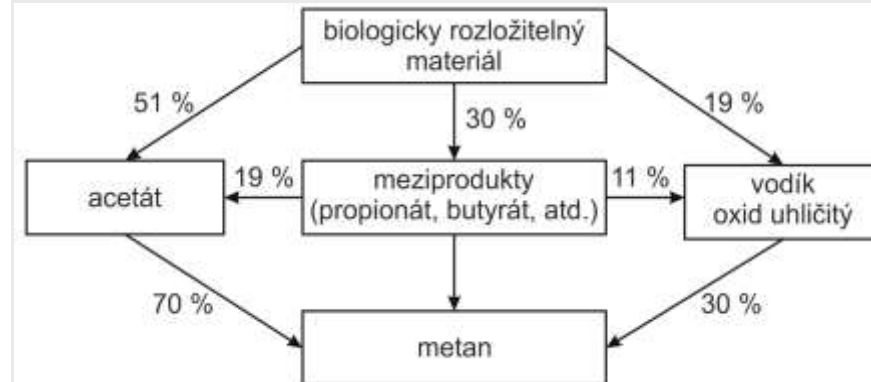 biologicky rozložitelný
materiál
51 %
30 %
19 %
acetát
19 %
meziprodukty
(propionát, butyrát, atd.)
11 %
vodík
oxid uhličitý
70 %
30 %
metan